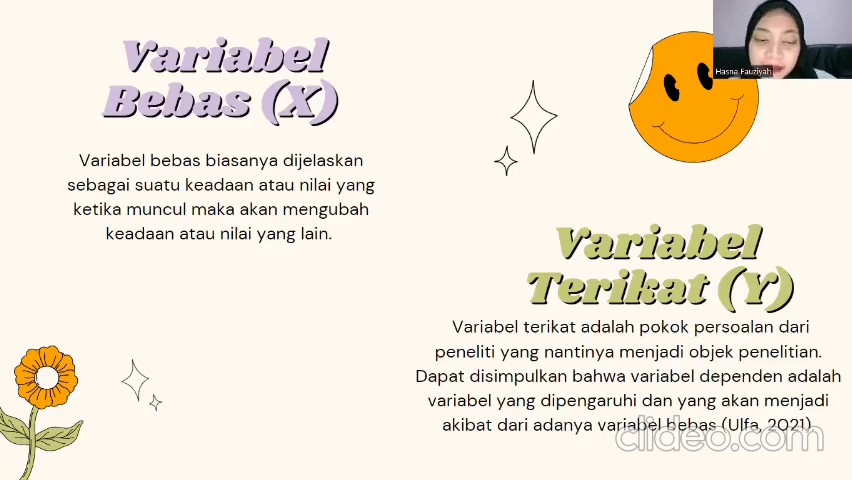 Variabel
Bebas (X)
Variabel bebas biasanya dijelaskan
sebagai suatu keadaan atau nilai yang
ketika muncul maka akan mengubah
keadaan atau nilai yang lain.
Hasna Fauziyah
Variabel
Terikat (Y)
Variabel terikat adalah pokok persoalan dari
peneliti yang nantinya menjadi objek penelitian.
Dapat disimpulkan bahwa variabel dependen adalah
variabel yang dipengaruhi dan yang akan menjadi
akibat dari adanya variabel bebas (Ulfa, 2021).
clideo.com